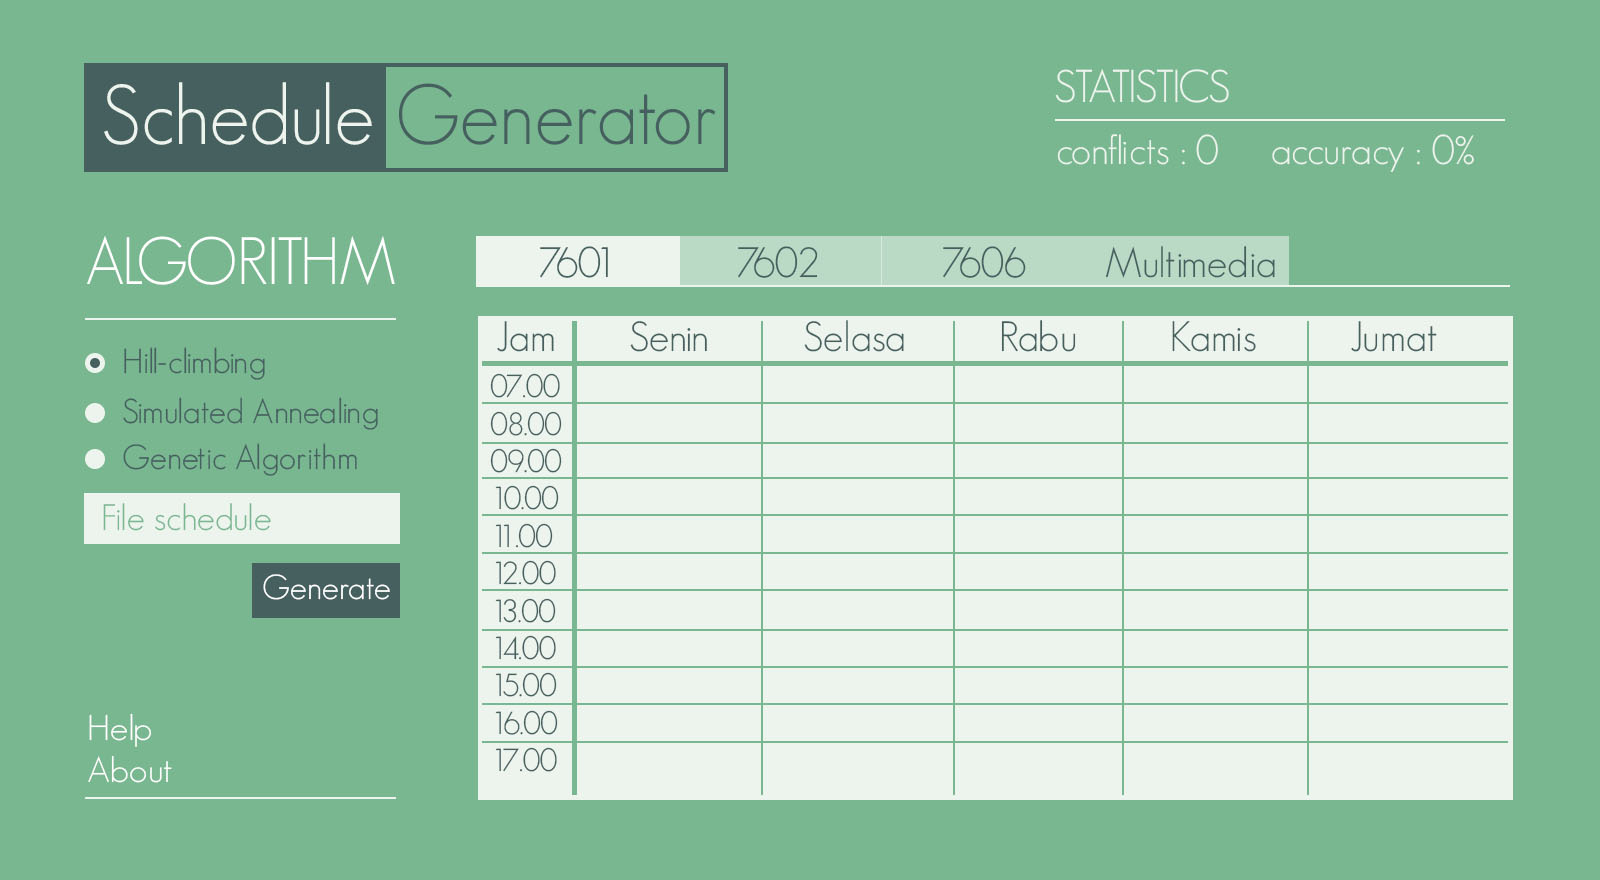 Schedule Generator
STATISTICS
conflicts : 0 accuracy : 0%
ALGORITHM
Hill-climbing
Simulated Annealing
Genetic Algorithm
File schedule
Generate
Help
About
7601 7602 7606 Multimedia
Jam Senin Selasa Rabu Kamis Jumat
07.00
08.00
09.00
10.00
11.00
12.00
13.00
14.00
15.00
16.00
17.00